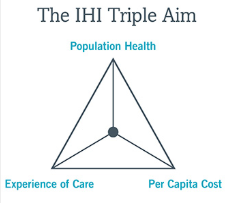 The IHI Triple Aim
Population Health
Experience of Care
Per Capita Cost